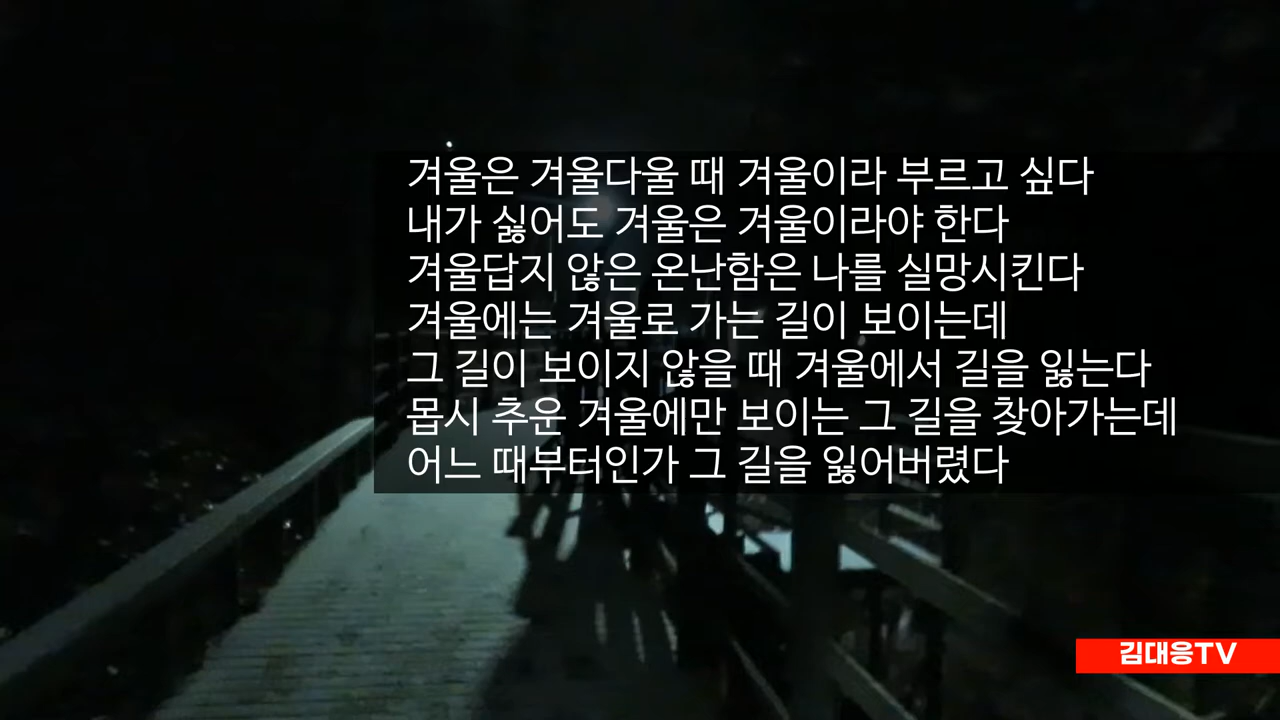 겨울은 겨울다울 때 겨울이라 부르고 싶다
내가 싫어도 겨울은 겨울이라야 한다
겨울답지 않은 온난함은 나를 실망시킨다
겨울에는 겨울로 가는 길이 보이는데
그 길이 보이지 않을 때 겨울에서 길을 잃는다
몹시 추운 겨울에만 보이는 그 길을 찾아가는데
어느 때부터인가 그 길을 잃어버렸다
김대응TV